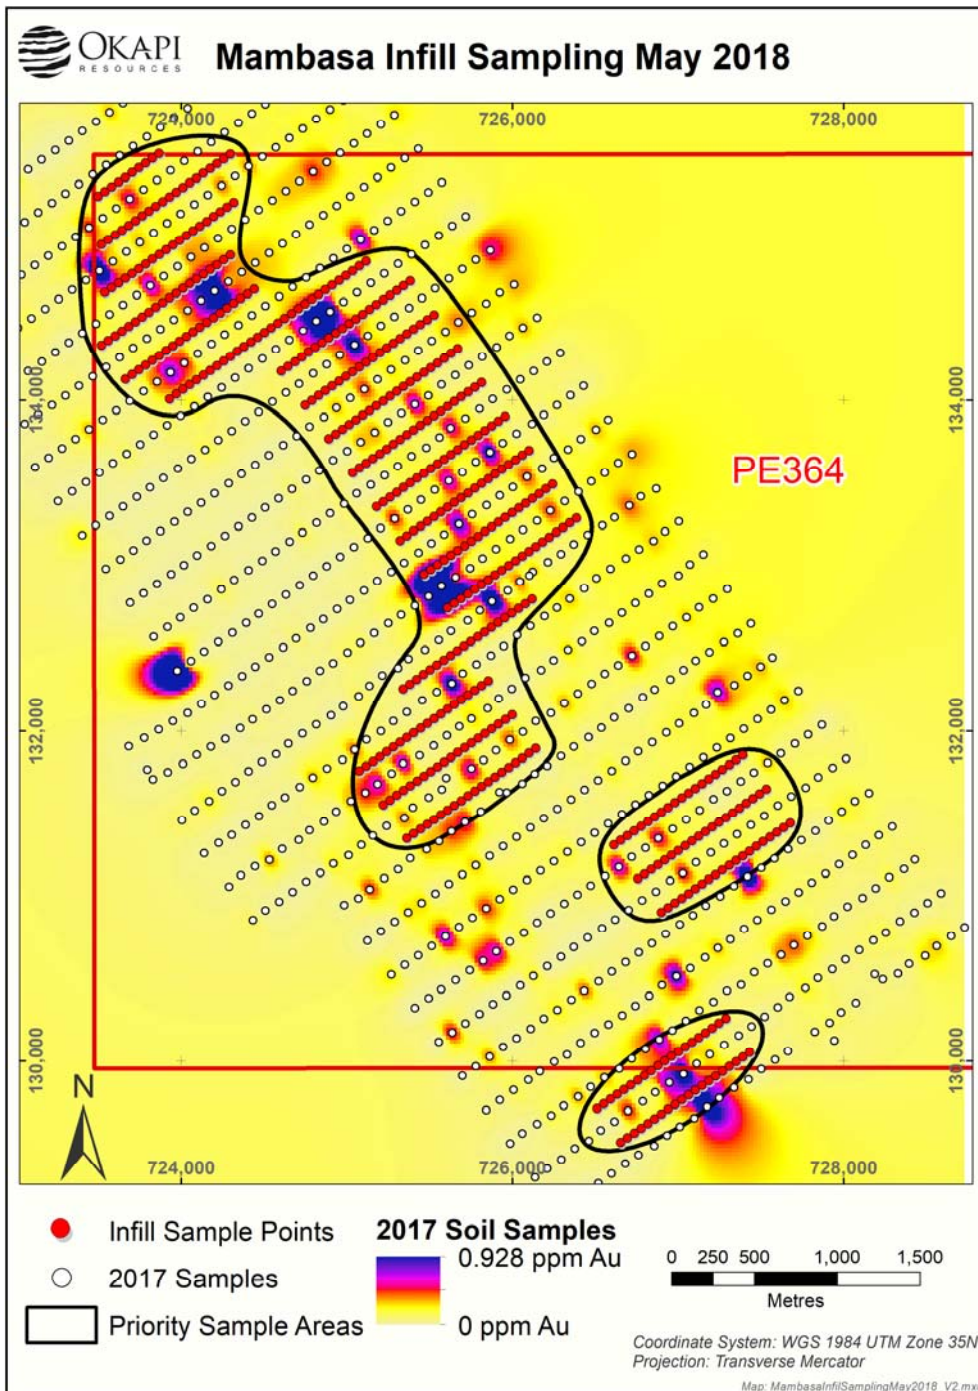 OKAPI
RESOURCES
Mambasa Infill Sampling May 2018
724,000
726,000
728,000
134,000
134,000
PE364
132,000
132,000
130,000
130,000
N
724,000
726,000
728,000
Infill Sample Points
2017 Samples
Priority Sample Areas
2017 Soil Samples
0.928 ppm Au
0 ppm Au
0 250 500 1,000 1,500
Metres
Coordinate System: WGS 1984 UTM Zone 35N
Projection: Transverse Mercator
Map: MambasaInfilSamplingMay2018_V2.mx